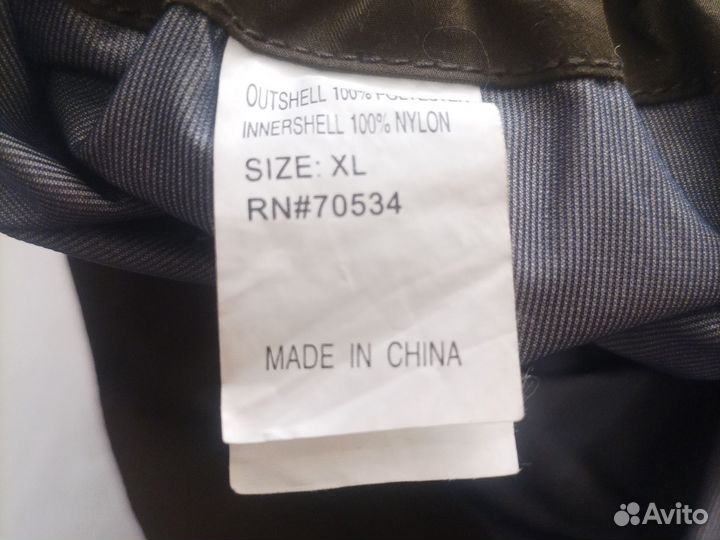 OUTSHELL 100% POLYESTER
INNERSHELL 100% NYLON
SIZE: XL
RN#70534
MADE IN CHINA
Avito